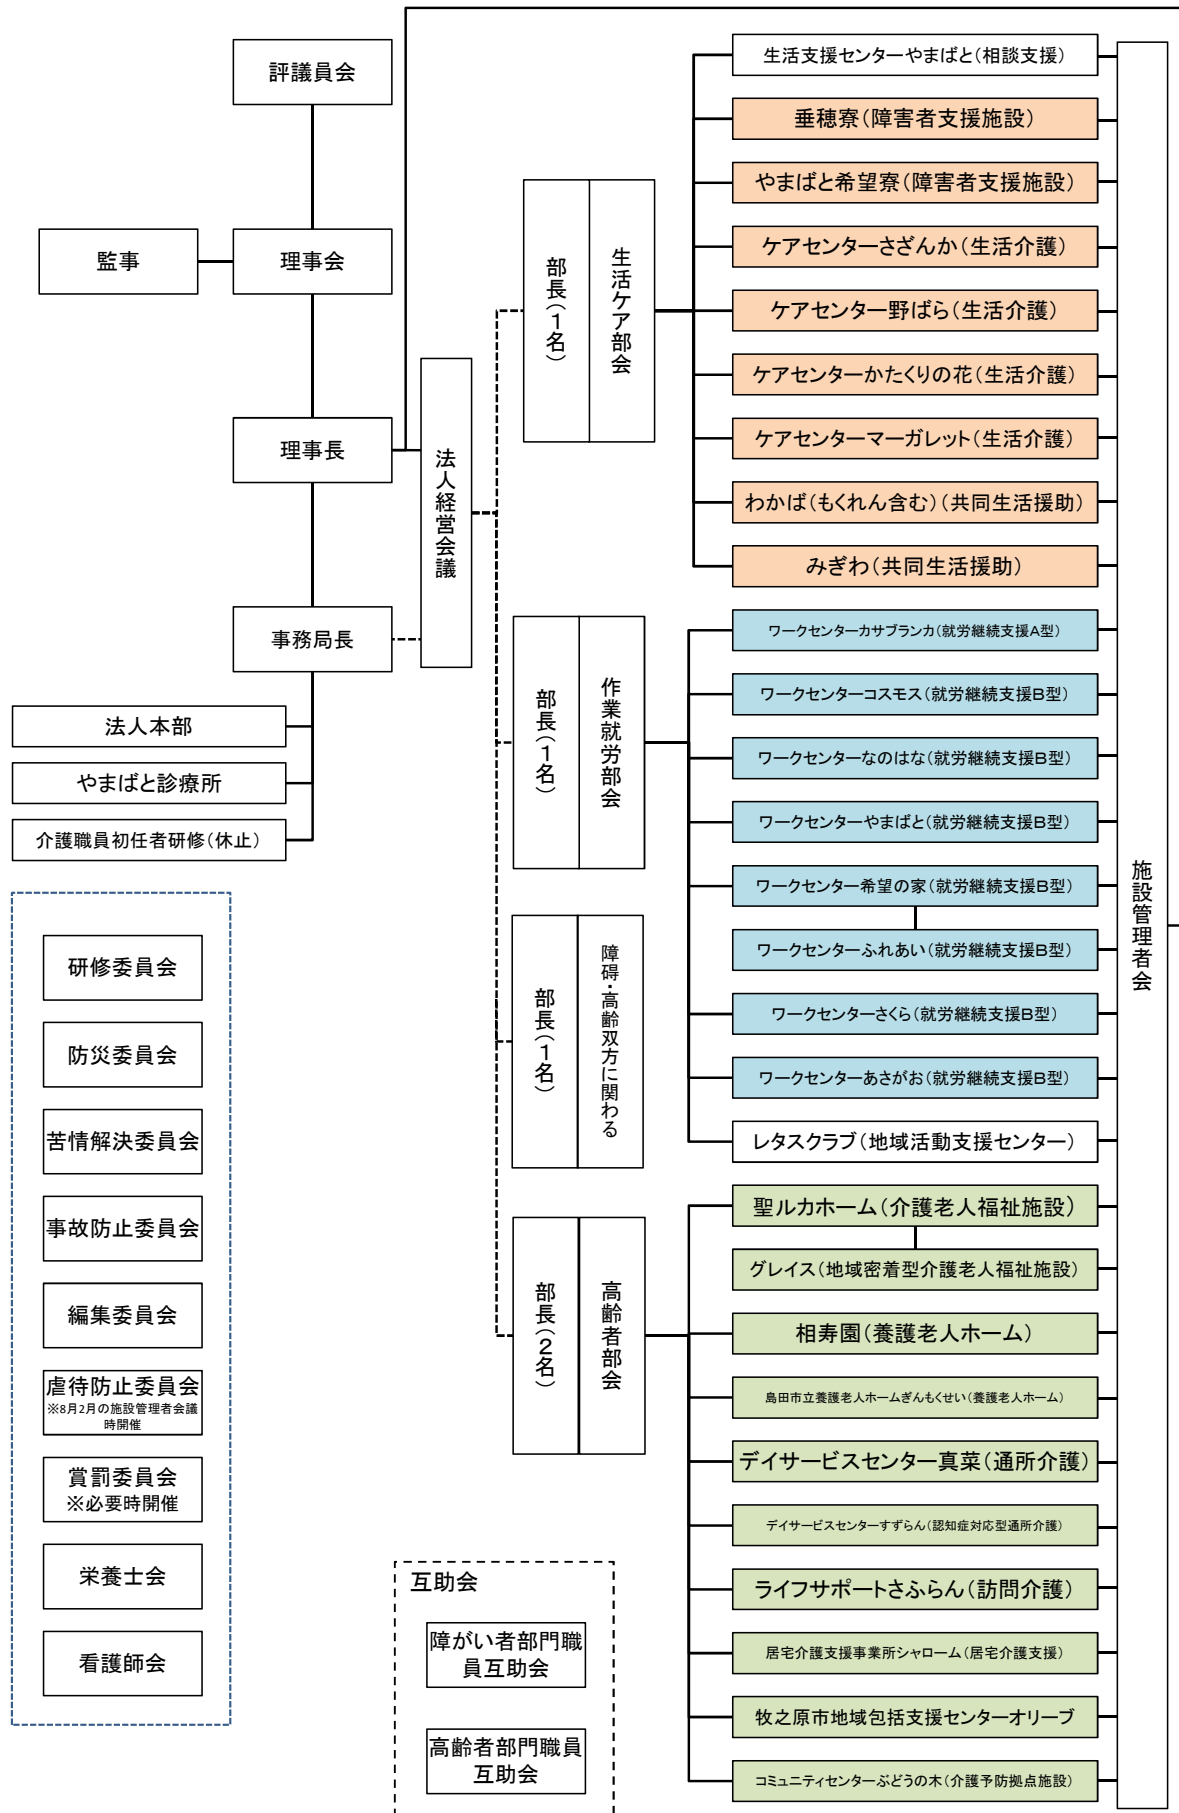 評議員会
監事
理事会
理事長
事務局長
法人本部
やまばと診療所
介護職員初任者研修(休止)
研修委員会
防災委員会
苦情解決委員会
事故防止委員会
編集委員会
虐待防止委員会
※8月2月の施設管理者会議
時開催
賞罰委員会
※必要時開催
栄養士会
看護師会
法人経営会議
部長(1名)
生活ケア部会
部長(1名)
作業就労部会
部長(1名)
障碍・高齢双方に関わる
部長(2名)
高齢者部会
互助会
障がい者部門職
員互助会
高齢者部門職員
互助会
生活支援センターやまばと(相談支援)
垂穂寮(障害者支援施設)
やまばと希望寮(障害者支援施設)
ケアセンターさざんか(生活介護)
ケアセンター野ばら(生活介護)
ケアセンターかたくりの花(生活介護)
ケアセンターマーガレット(生活介護)
わかば(もくれん含む)(共同生活援助)
みぎわ(共同生活援助)
ワークセンターカサブランカ(就労継続支援A型)
ワークセンターコスモス(就労継続支援B型)
ワークセンターなのはな(就労継続支援B型)
ワークセンターやまばと(就労継続支援B型)
ワークセンター希望の家(就労継続支援B型)
ワークセンターふれあい(就労継続支援B型)
ワークセンターさくら(就労継続支援B型)
ワークセンターあさがお(就労継続支援B型)
レタスクラブ(地域活動支援センター)
聖ルカホーム(介護老人福祉施設)
グレイス(地域密着型介護老人福祉施設)
相寿園(養護老人ホーム)
島田市立養護老人ホームぎんもくせい(養護老人ホーム)
デイサービスセンター真菜(通所介護)
デイサービスセンターすずらん(認知症対応型通所介護)
ライフサポートさふらん(訪問介護)
居宅介護支援事業所シャローム(居宅介護支援)
牧之原市地域包括支援センターオリーブ
コミュニティセンターぶどうの木(介護予防拠点施設)
施設管理者会